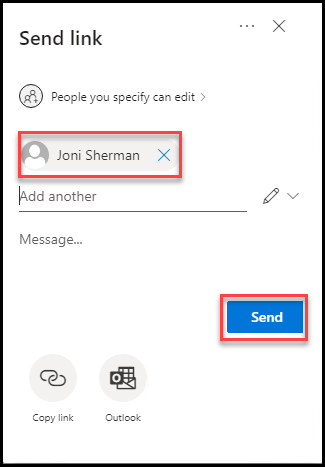 Send link
People you specify can edit
Joni Sherman
Add another
Message...
Send
Copy link
Outlook